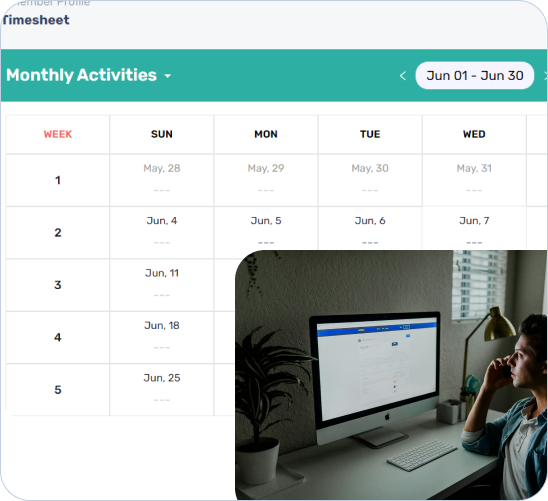 Member Profile
Timesheet
Monthly Activities
Jun 01 - Jun 30
WEEK SUN MON TUE WED
1 May, 28 May, 29 May, 30 May, 31
--- --- --- ---
2 Jun, 4 Jun, 5 Jun, 6 Jun, 7
--- --- --- ---
3 Jun, 11
---
4 Jun, 18
---
5 Jun, 25
---